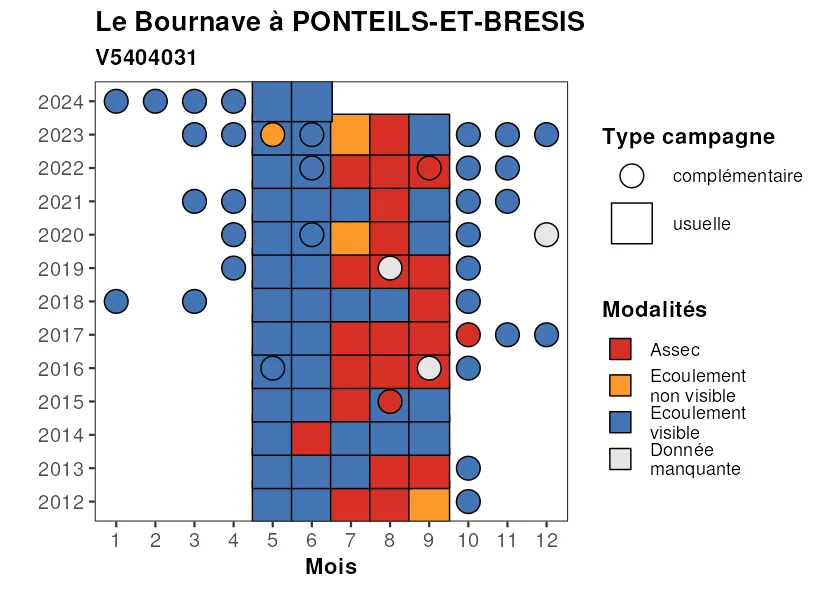 Le Bournave à PONTEILS-ET-BRESIS
V5404031
2024
2023
2022
2021
2020
2019
2018
2017
2016
2015
2014
2013
2012
1 2 3 4 5 6 7 8 9 10 11 12
Mois
Type campagne
complémentaire
usuelle
Modalités
Assec
Ecoulement
non visible
Ecoulement
visible
Donnée
manquante